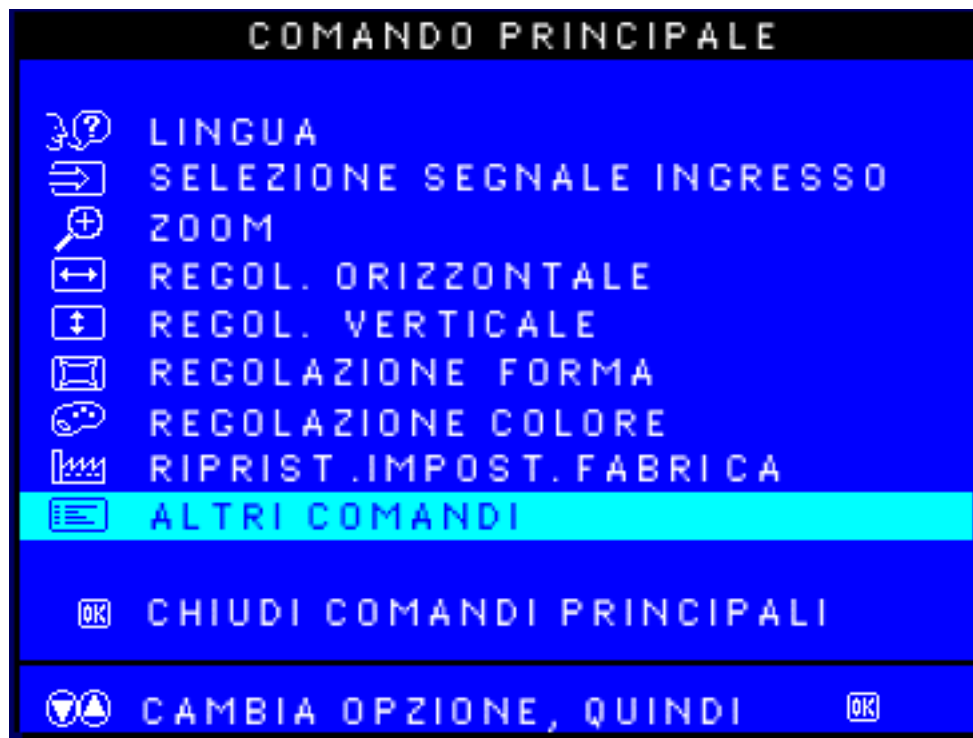 COMANDO PRINCIPALE
LINGUA
SELEZIONE SEGNALE INGRESSO
ZOOM
REGOL. ORIZZONTALE
REGOL. VERTICALE
REGOLAZIONE FORMA
REGOLAZIONE COLORE
RIPRIST.IMPOST.FABRICA
ALTRI COMANDI
OK CHIUDI COMANDI PRINCIPALI
CAMBIA OPZIONE, QUINDI OK